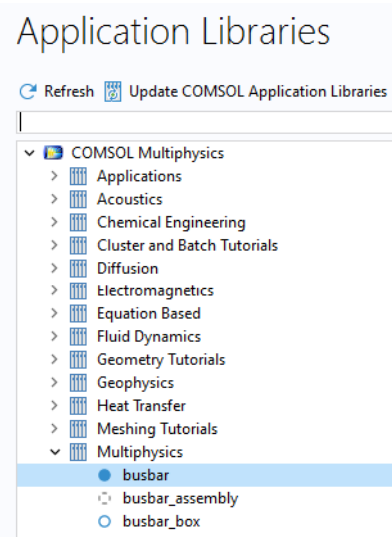 Application Libraries
Refresh Update COMSOL Application Libraries
COMSOL Multiphysics
Applications
Acoustics
Chemical Engineering
Cluster and Batch Tutorials
Diffusion
Electromagnetics
Equation Based
Fluid Dynamics
Geometry Tutorials
Geophysics
Heat Transfer
Meshing Tutorials
Multiphysics
busbar
busbar_assembly
busbar_box